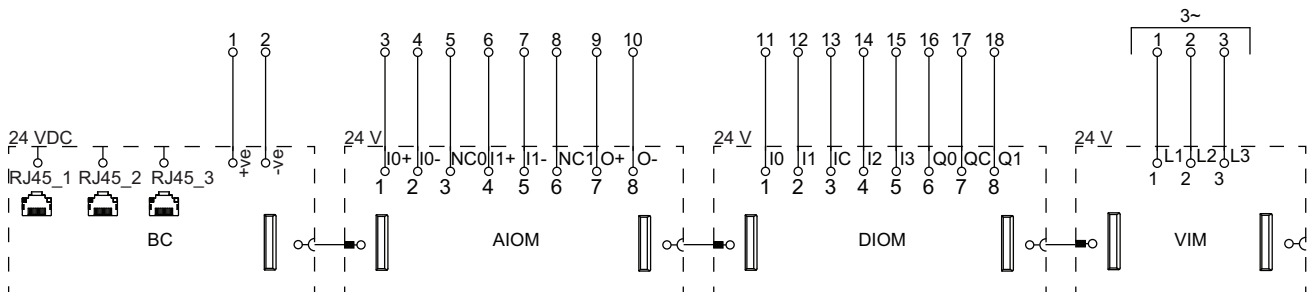 3~
1 2 3 4 5 6 7 8 9 10 11 12 13 14 15 16 17 18 1 2 3
24 VDC 24 V 24 V 24 V
+ve -ve I0+ I0- NC0 I1+ I1- NC1 O+ O- I0 I1 IC I2 I3 Q0 QC Q1 L1 L2 L3
RJ45_1 RJ45_2 RJ45_3 1 2 3 4 5 6 7 8 1 2 3 4 5 6 7 8 1 2 3
BC AIOM DIOM VIM